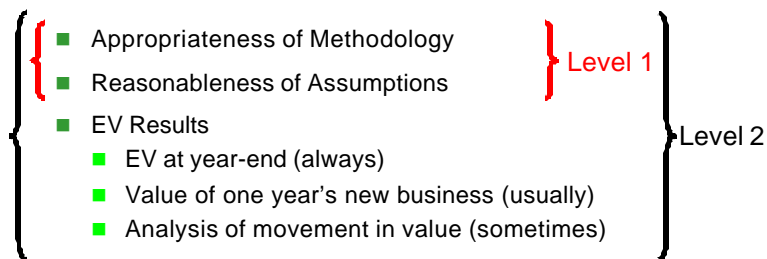 Appropriateness of Methodology
Level 1
Reasonableness of Assumptions
EV Results
Level 2
EV at year-end (always)
Value of one year's new business (usually)
Analysis of movement in value (sometimes)